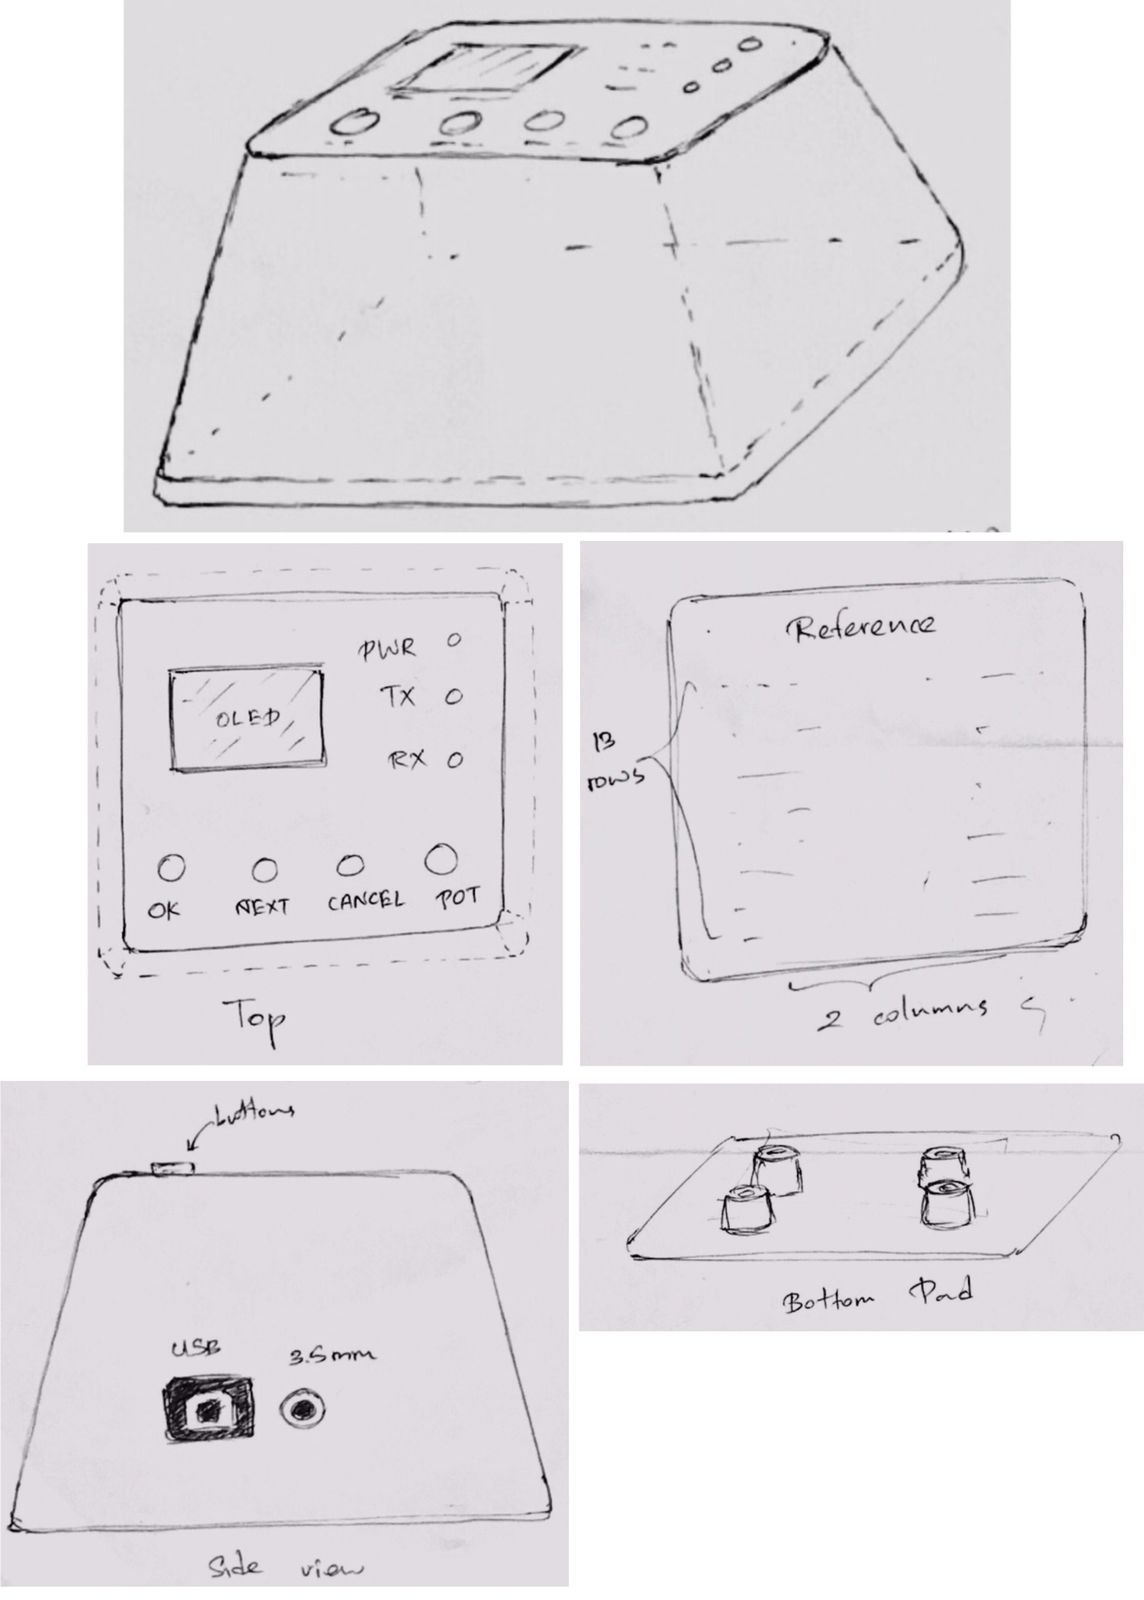 PWR
TX
OLED
RX
OK NEXT CANCEL POT
Top
Reference
13
rows
2 columns
buttons
USB 3.5mm
Side view
Bottom Pad